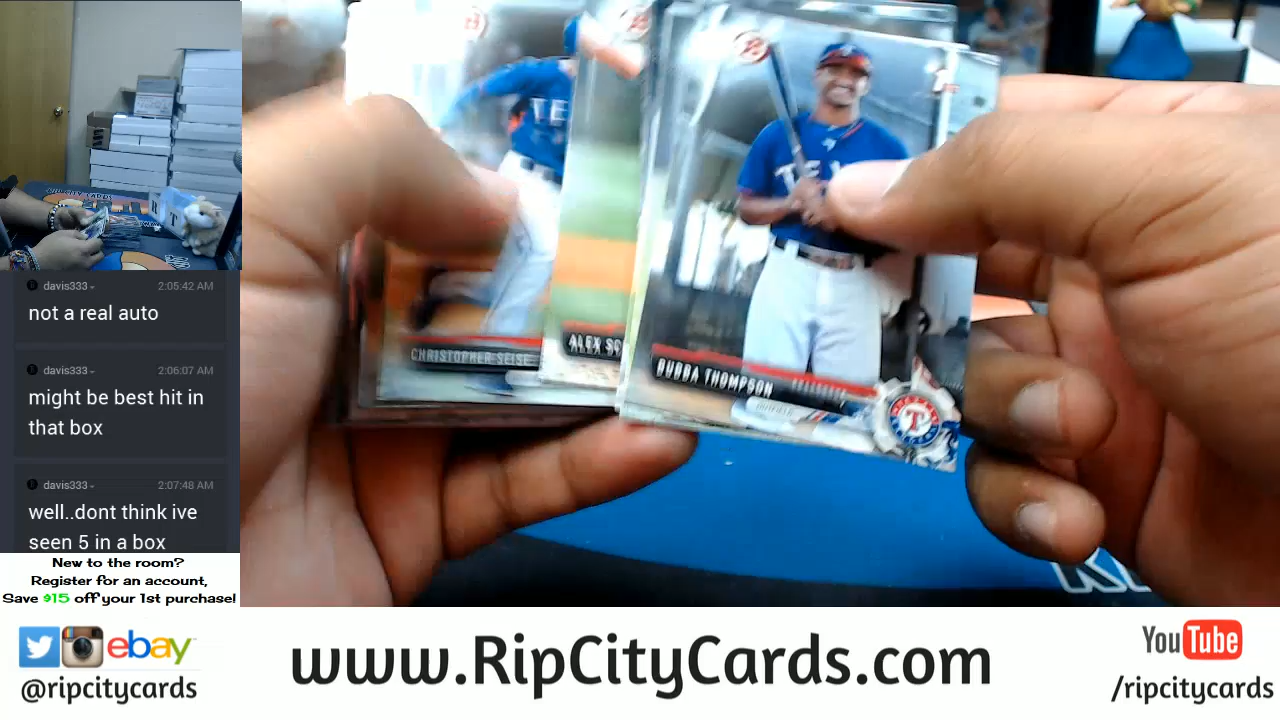 davis333
2:05:42 AM
not a real auto
davis333
2:06:07 AM
might be best hit in
that box
davis333
2:07:48 AM
well..dont think ive
seen 5 in a box
New to the room?
Register for an account,
Save $15 off your 1st purchase!
CHRISTOPHER SEISE
ALEX
BUBBA THOMPSON
T
ebay
@ripcitycards
www.RipCityCards.com
YouTube
/ripcitycards